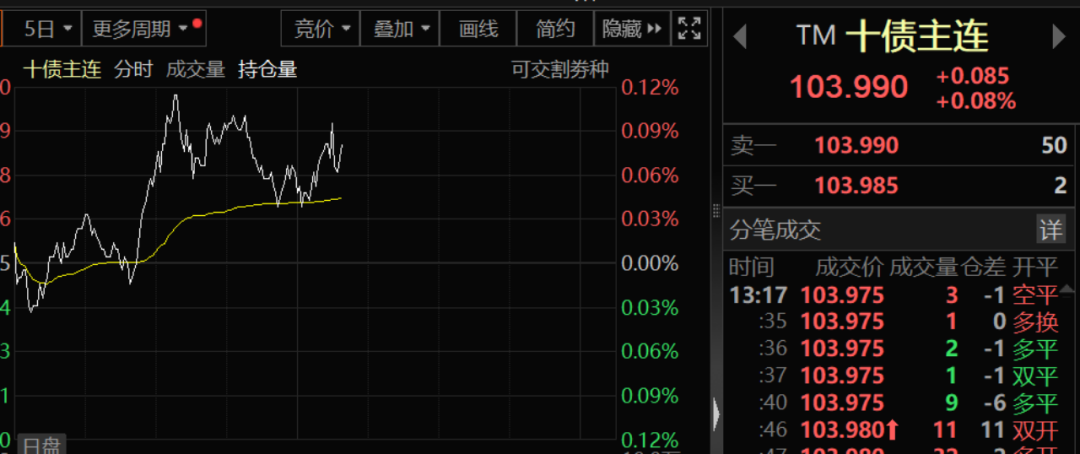 5日 更多周期 竞价 叠加 画线 简约 隐藏
十债主连 分时 成交量 持仓量 可交割券种
0 0.12%
9 0.09%
8 0.06%
6 0.03%
5 0.00%
4 0.03%
3 0.06%
1 0.09%
0 0.12%
日盘
TM 十债主连
103.990 +0.085
+0.08%
卖一 103.990 50
买一 103.985 2
分笔成交 详
时间 成交价 成交量 仓差 开平
13:17 103.975 3 -1 空平
:35 103.975 1 0 多换
:36 103.975 2 -1 多平
:37 103.975 1 -1 双平
:40 103.975 9 -6 多平
:46 103.980↑ 11 11 双开